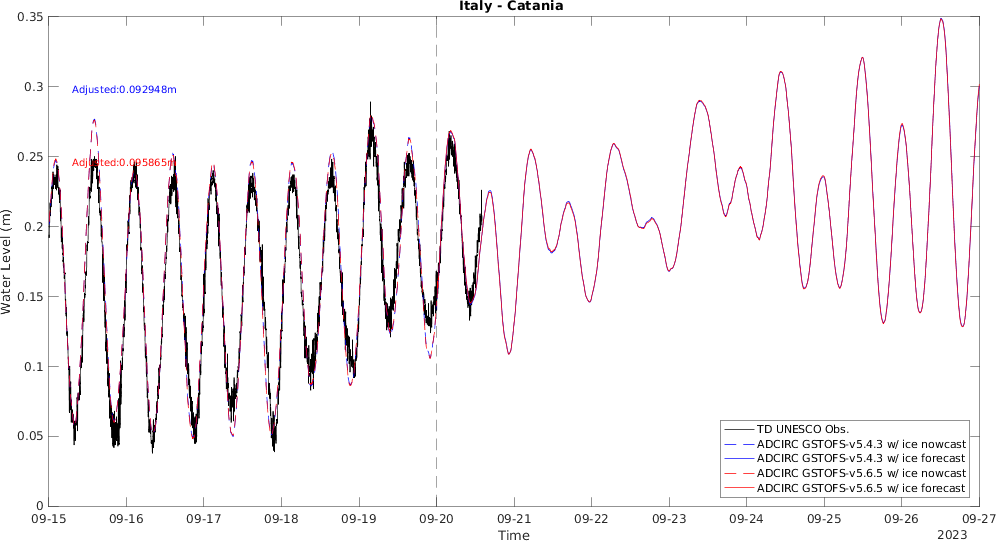 Italy - Catania
0.35
0.3
0.25
0.2
0.15
0.1
0.05
0
Water Level (m)
Adjusted:0.092948m
Adjusted:0.095865m
TD UNESCO Obs.
ADCIRC GSTOFS-v5.4.3 w/ ice nowcast
ADCIRC GSTOFS-v5.4.3 w/ ice forecast
ADCIRC GSTOFS-v5.6.5 w/ ice nowcast
ADCIRC GSTOFS-v5.6.5 w/ ice forecast
09-15 09-16 09-17 09-18 09-19 09-20 09-21 09-22 09-23 09-24 09-25 09-26 09-27
Time
2023